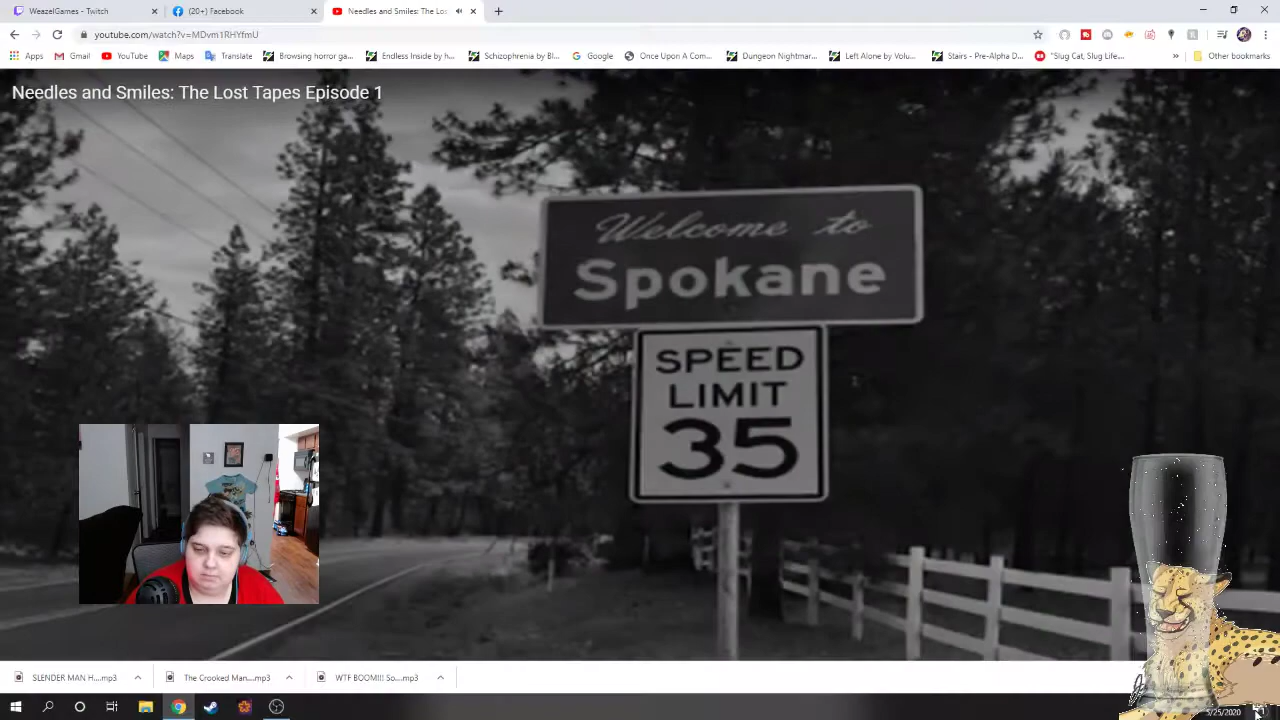 WeazelGames - Twitch
(20+) Facebook
Needles and Smiles: The Los
youtube.com/watch?v=MDvm1RHYfmU
Apps
Gmail
YouTube
Maps
Translate
Browsing horror ga...
Endless Inside by h...
Schizophrenia by Bl...
Google
Once Upon A Com...
Dungeon Nightmar...
Left Alone by Volu...
Stairs - Pre-Alpha D...
"Slug Cat, Slug Life...
»
Other bookmarks
Needles and Smiles: The Lost Tapes Episode 1
Welcome to
Spokane
SPEED
LIMIT
35
SLENDER MAN H....mp3
The Crooked Man....mp3
WTF BOOM!!! So....mp3
5/25/2020